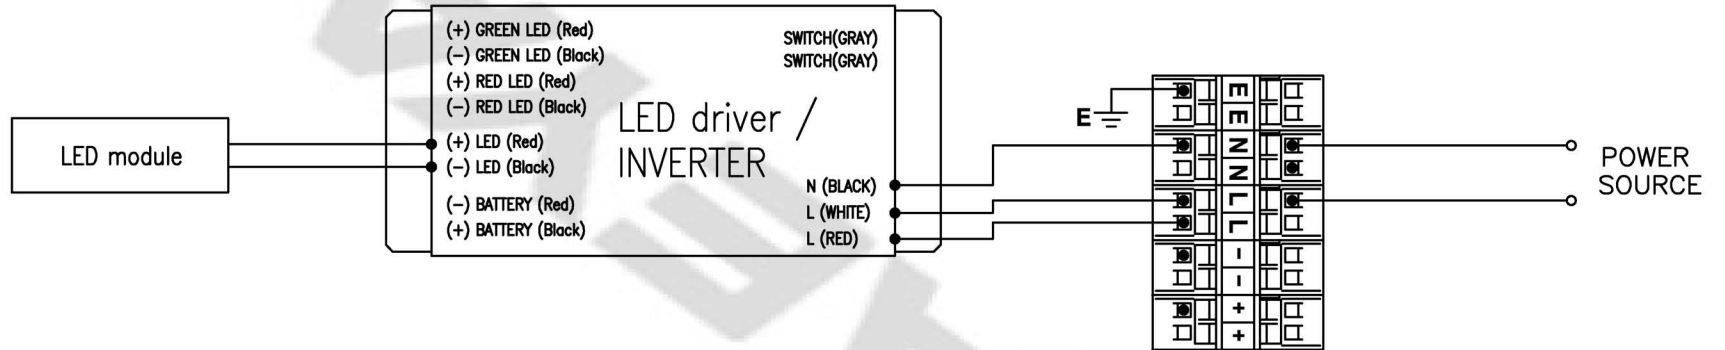 (+) GREEN LED (Red)
(−) GREEN LED (Black)
(+) RED LED (Red)
(−) RED LED (Black)
(+) LED (Red)
(−) LED (Black)
(−) BATTERY (Red)
(+) BATTERY (Black)
LED module
LED driver /
INVERTER
SWITCH(GRAY)
SWITCH(GRAY)
N (BLACK)
L (WHITE)
L (RED)
E
E
E
N
N
L
L
-
-
+
+
POWER
SOURCE